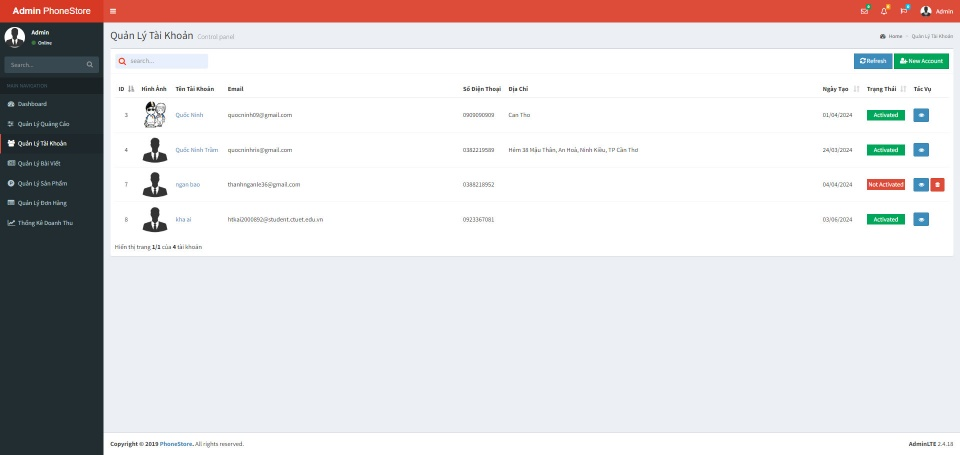 Admin PhoneStore
Admin
Admin
Online
Search...
MAIN NAVIGATION
Dashboard
Quản Lý Quảng Cáo
Quản Lý Tài Khoản
Quản Lý Bài Viết
Quản Lý Sản Phẩm
Quản Lý Đơn Hàng
Thống Kê Doanh Thu
Quản Lý Tài Khoản Control panel
Home > Quản Lý Tài Khoản
search...
Refresh New Account
ID Hình Ảnh Tên Tài Khoản Email Số Điện Thoại Địa Chỉ Ngày Tạo Trạng Thái Tác Vụ
3 Quốc Ninh quocninh09@gmail.com 0909090909 Can Tho 01/04/2024 Activated
4 Quốc Ninh Trầm quocninhris@gmail.com 0382219589 Hẻm 38 Mậu Thân, An Hoà, Ninh Kiều, TP Cần Thơ 24/03/2024 Activated
7 ngan bao thanhnganle36@gmail.com 0388218952 04/04/2024 Not Activated
8 kha ai htkai2000892@student.ctuet.edu.vn 0923367081 03/06/2024 Activated
Hiển thị trang 1/1 của 4 tài khoản
Copyright © 2019 PhoneStore. All rights reserved.
AdminLTE 2.4.18